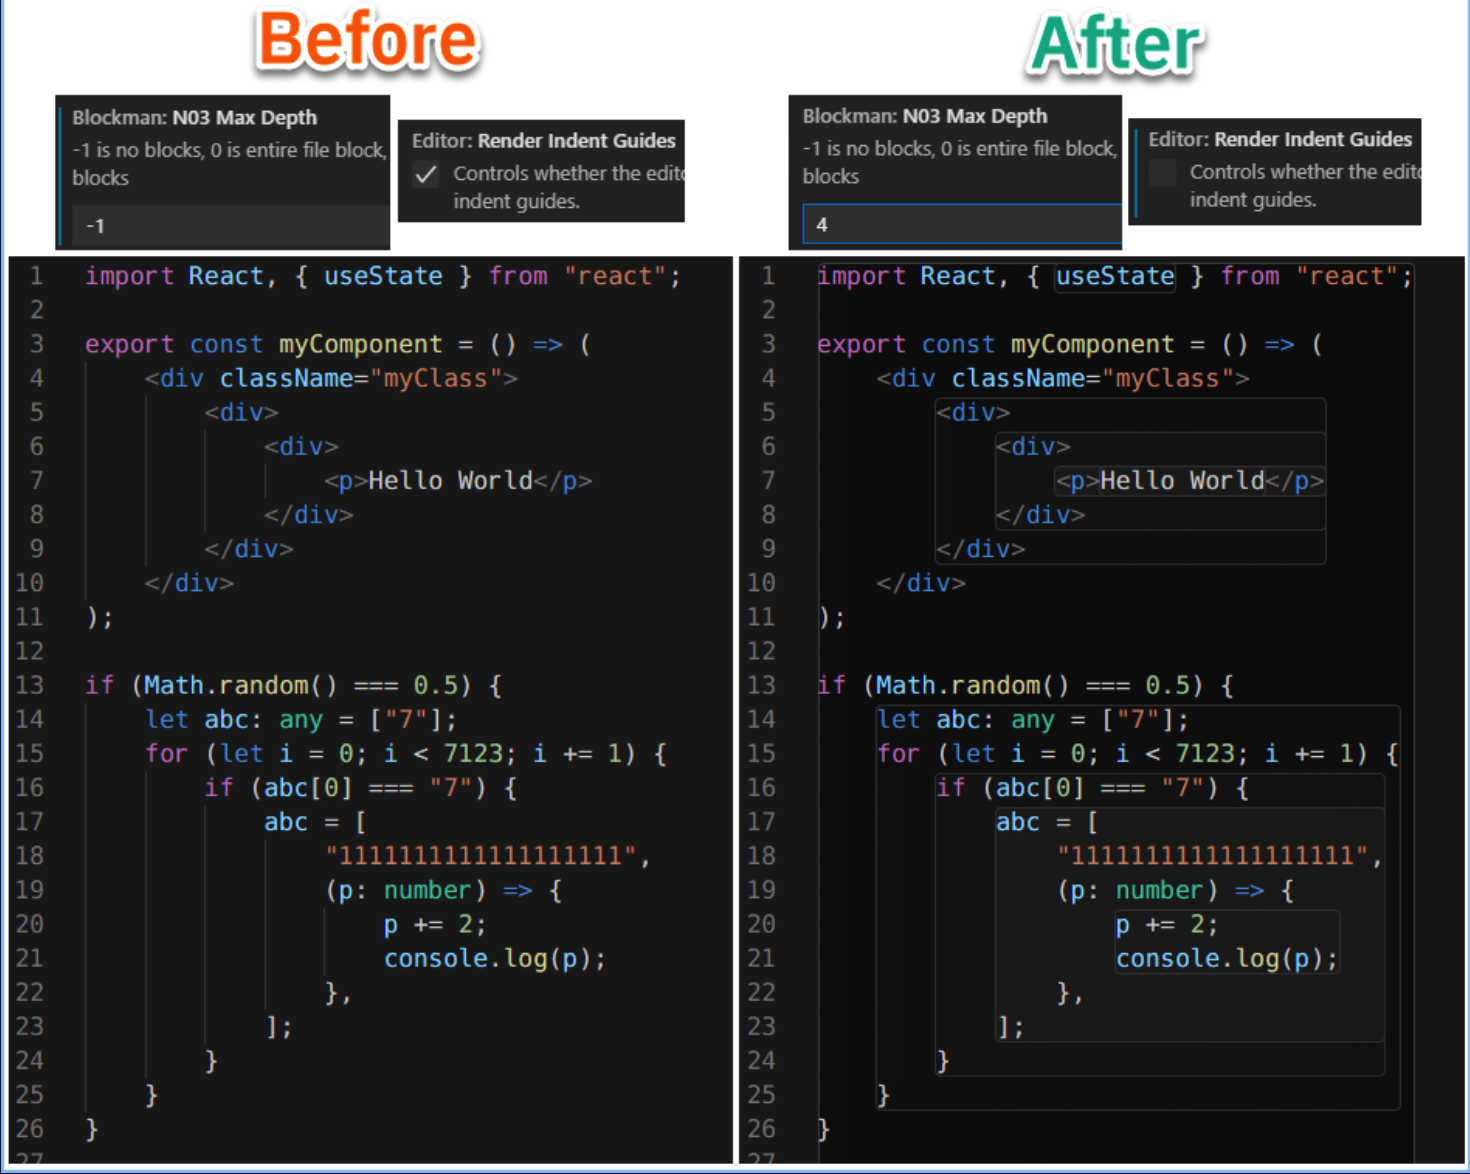 Before
Blockman: N03 Max Depth
-1 is no blocks, 0 is entire file block,
blocks
-1
Editor: Render Indent Guides
Controls whether the edito
indent guides.
1 import React, { useState } from "react";
2
3 export const myComponent = () => (
4     <div className="myClass">
5         <div>
6             <div>
7                 <p>Hello World</p>
8             </div>
9         </div>
10     </div>
11 );
12
13 if (Math.random() === 0.5) {
14     let abc: any = ["7"];
15     for (let i = 0; i < 7123; i += 1) {
16         if (abc[0] === "7") {
17             abc = [
18                 "1111111111111111111",
19                 (p: number) => {
20                     p += 2;
21                     console.log(p);
22                 },
23             ];
24         }
25     }
26 }
27
After
Blockman: N03 Max Depth
-1 is no blocks, 0 is entire file block,
blocks
4
Editor: Render Indent Guides
Controls whether the edito
indent guides.
1 import React, { useState } from "react";
2
3 export const myComponent = () => (
4     <div className="myClass">
5         <div>
6             <div>
7                 <p>Hello World</p>
8             </div>
9         </div>
10     </div>
11 );
12
13 if (Math.random() === 0.5) {
14     let abc: any = ["7"];
15     for (let i = 0; i < 7123; i += 1) {
16         if (abc[0] === "7") {
17             abc = [
18                 "1111111111111111111",
19                 (p: number) => {
20                     p += 2;
21                     console.log(p);
22                 },
23             ];
24         }
25     }
26 }
27